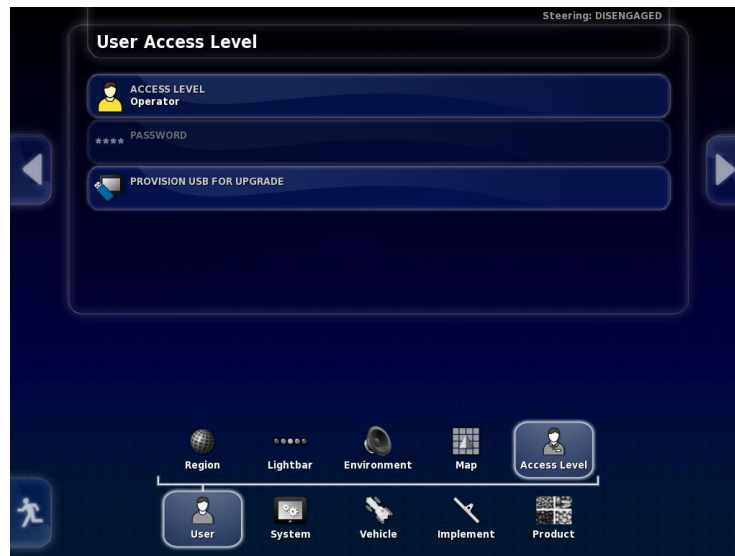 Steering: DISENGAGED
User Access Level
ACCESS LEVEL
Operator
**** PASSWORD
PROVISION USB FOR UPGRADE
Region
Lightbar
Environment
Map
Access Level
User
System
Vehicle
Implement
Product